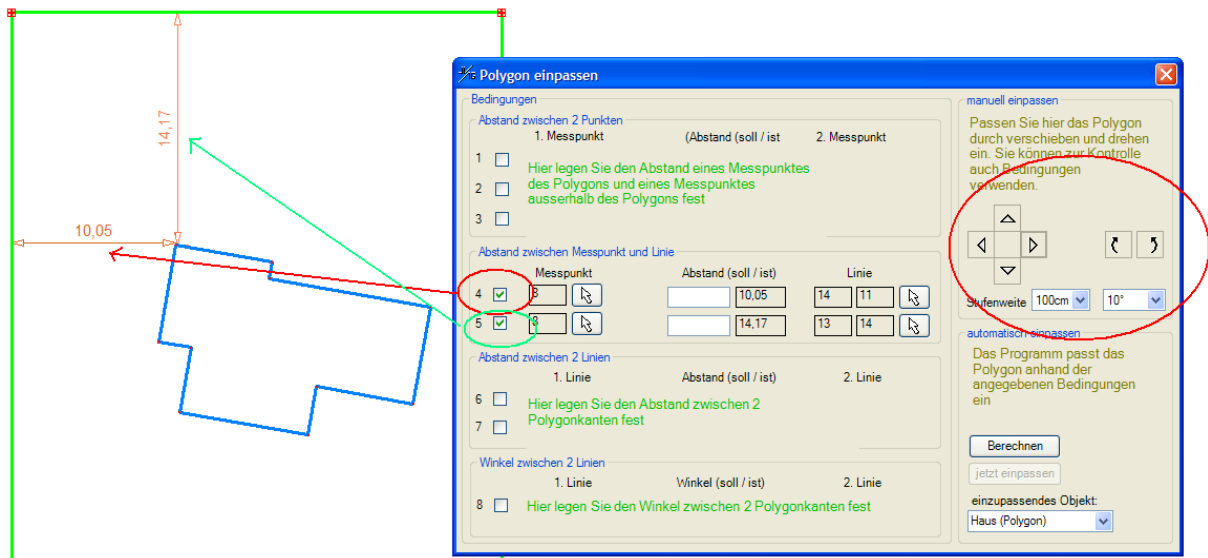 14,17
10,05
Polygon einpassen
Bedingungen
Abstand zwischen 2 Punkten
1. Messpunkt (Abstand (soll / ist 2. Messpunkt
1
2
3
Hier legen Sie den Abstand eines Messpunktes
des Polygons und eines Messpunktes
ausserhalb des Polygons fest
Abstand zwischen Messpunkt und Linie
Messpunkt Abstand (soll / ist) Linie
4 8 10,05 14 11
5 8 14,17 13 14
Abstand zwischen 2 Linien
1. Linie Abstand (soll / ist) 2. Linie
6
7
Hier legen Sie den Abstand zwischen 2
Polygonkanten fest
Winkel zwischen 2 Linien
1. Linie Winkel (soll / ist) 2. Linie
8 Hier legen Sie den Winkel zwischen 2 Polygonkanten fest
manuell einpassen
Passen Sie hier das Polygon
durch verschieben und drehen
ein. Sie können zur Kontrolle
auch Bedingungen
verwenden.
Stufenweite 100cm 10°
automatisch einpassen
Das Programm passt das
Polygon anhand der
angegebenen Bedingungen
ein
Berechnen
jetzt einpassen
einzupassendes Objekt:
Haus (Polygon)